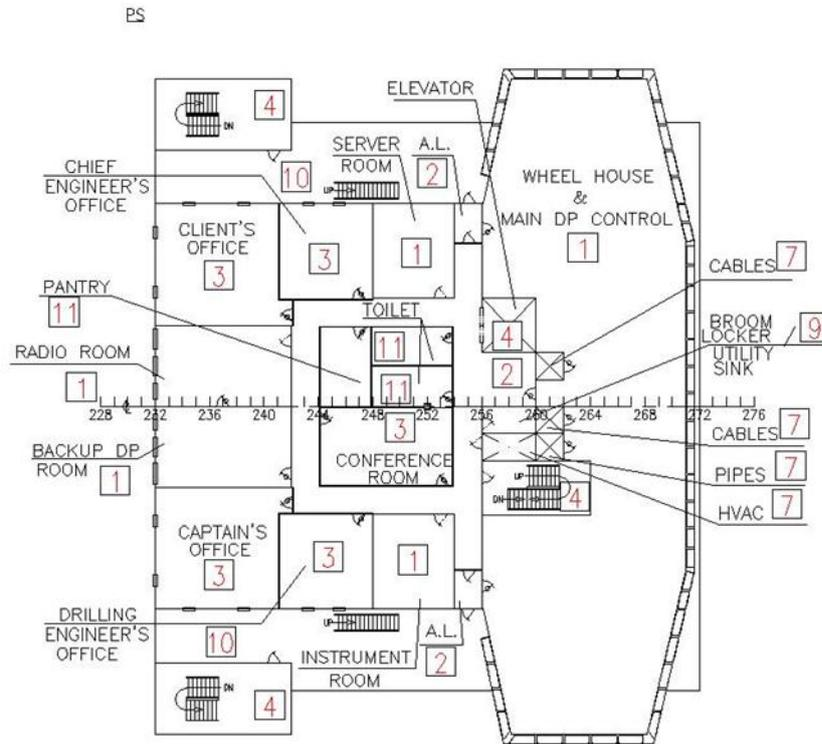 PS
ELEVATOR
4
DN
SERVER
ROOM
A.L.
2
CHIEF
ENGINEER'S
OFFICE
10
UP
WHEEL HOUSE
&
MAIN DP CONTROL
1
CLIENT'S
OFFICE
3
3
1
CABLES 7
PANTRY
11
TOILET
BROOM
LOCKER
UTILITY
SINK
9
4
11
2
RADIO ROOM
1
11
228 232 236 240 244 248 252 256 260 264 268 272 276
3
CONFERENCE
ROOM
CABLES 7
BACKUP DP
ROOM
1
PIPES 7
UP
DN
4
HVAC 7
CAPTAIN'S
OFFICE
3
3
1
DRILLING
ENGINEER'S
OFFICE
UP
10
INSTRUMENT
ROOM
A.L.
2
DN
4